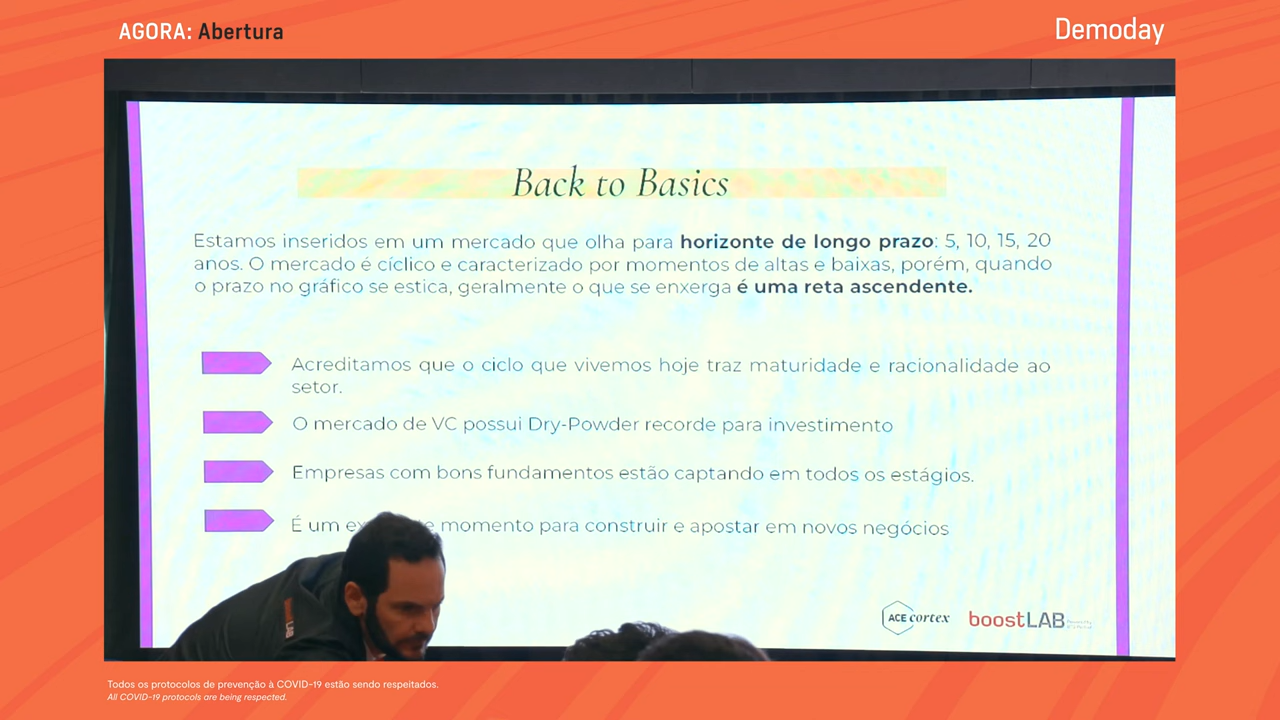 AGORA: Abertura
Demoday
Back to Basics
Estamos inseridos em um mercado que olha para horizonte de longo prazo: 5, 10, 15, 20
anos. O mercado é cíclico e caracterizado por momentos de altas e baixas, porém, quando
o prazo no gráfico se estica, geralmente o que se enxerga é uma reta ascendente.
Acreditamos que o ciclo que vivemos hoje traz maturidade e racionalidade ao
setor.
O mercado de VC possui Dry-Powder recorde para investimento
Empresas com bons fundamentos estão captando em todos os estágios.
É um momento para construir e apostar em novos negócios
LAB
ACE cortex
boostLAB
Todos os protocolos de prevenção à COVID-19 estão sendo respeitados.
All COVID-19 protocols are being respected.